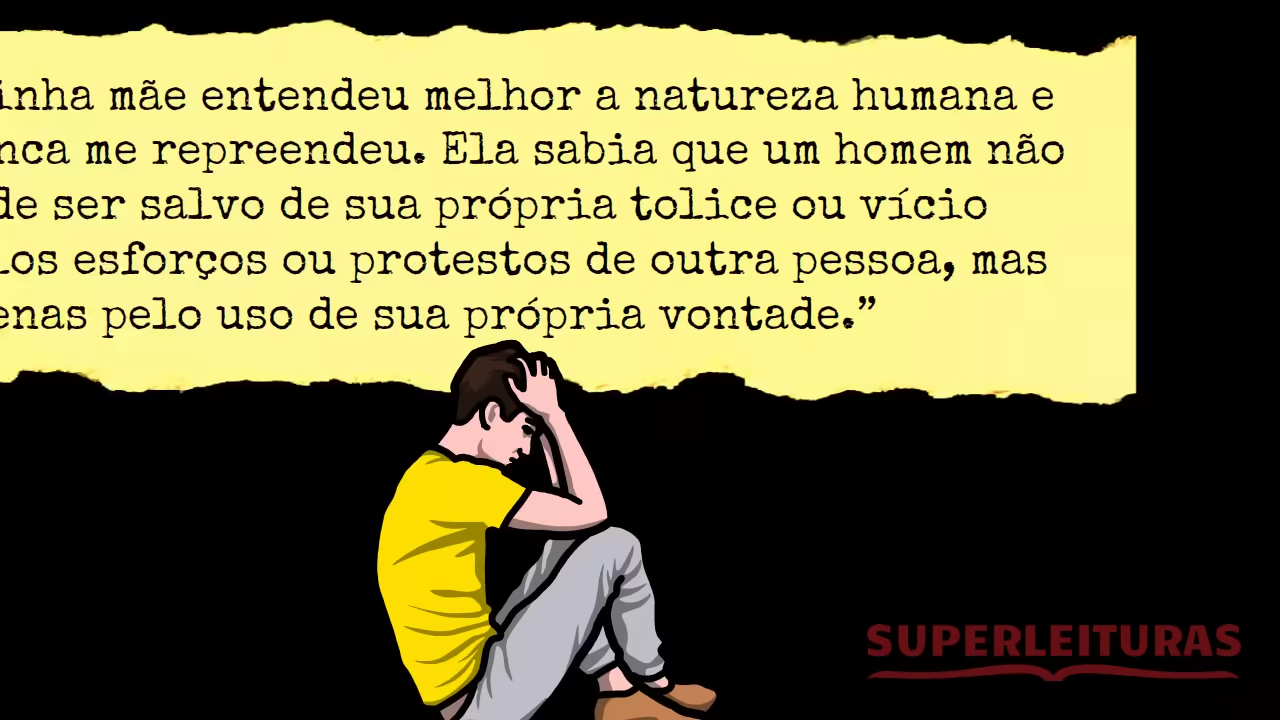 inha mãe entendeu melhor a natureza humana e
nca me repreendeu. Ela sabia que um homem não
de ser salvo de sua própria tolice ou vício
los esforços ou protestos de outra pessoa, mas
enas pelo uso de sua própria vontade.”
SUPERLEITURAS